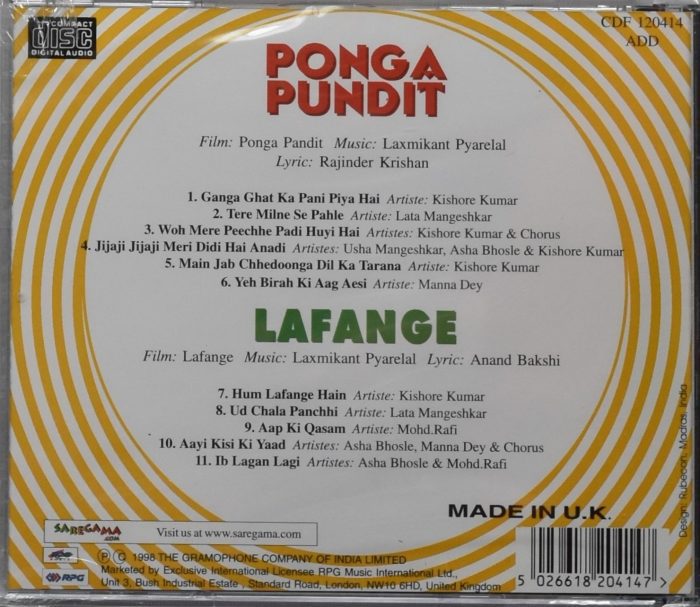 COMPACT
DISC
DIGITAL AUDIO
CDF 120414
ADD
PONGA
PUNDIT
Film: Ponga Pandit Music: Laxmikant Pyarelal
Lyric: Rajinder Krishan
1. Ganga Ghat Ka Pani Piya Hai Artiste: Kishore Kumar
2. Tere Milne Se Pahle Artiste: Lata Mangeshkar
3. Woh Mere Peechhe Padi Huyi Hai Artistes: Kishore Kumar & Chorus
4. Jijaji Jijaji Meri Didi Hai Anadi Artistes: Usha Mangeshkar, Asha Bhosle & Kishore Kumar
5. Main Jab Chhedoonga Dil Ka Tarana Artiste: Kishore Kumar
6. Yeh Birah Ki Aag Aesi Artiste: Manna Dey
LAFANGE
Film: Lafange Music: Laxmikant Pyarelal Lyric: Anand Bakshi
7. Hum Lafange Hain Artiste: Kishore Kumar
8. Ud Chala Panchhi Artiste: Lata Mangeshkar
9. Aap Ki Qasam Artiste: Mohd.Rafi
10. Aayi Kisi Ki Yaad Artistes: Asha Bhosle, Manna Dey & Chorus
11. Ib Lagan Lagi Artistes: Asha Bhosle & Mohd.Rafi
Design: Rubecon, Madras, India
MADE IN U.K.
SAREGAMA
.COM
Visit us at www.saregama.com
RPG
℗ © 1998 THE GRAMOPHONE COMPANY OF INDIA LIMITED
Marketed by Exclusive International Licensee RPG Music International Ltd.,
Unit 3, Bush Industrial Estate , Standard Road, London, NW10 6HD, United Kingdom
5 026618 204147 >